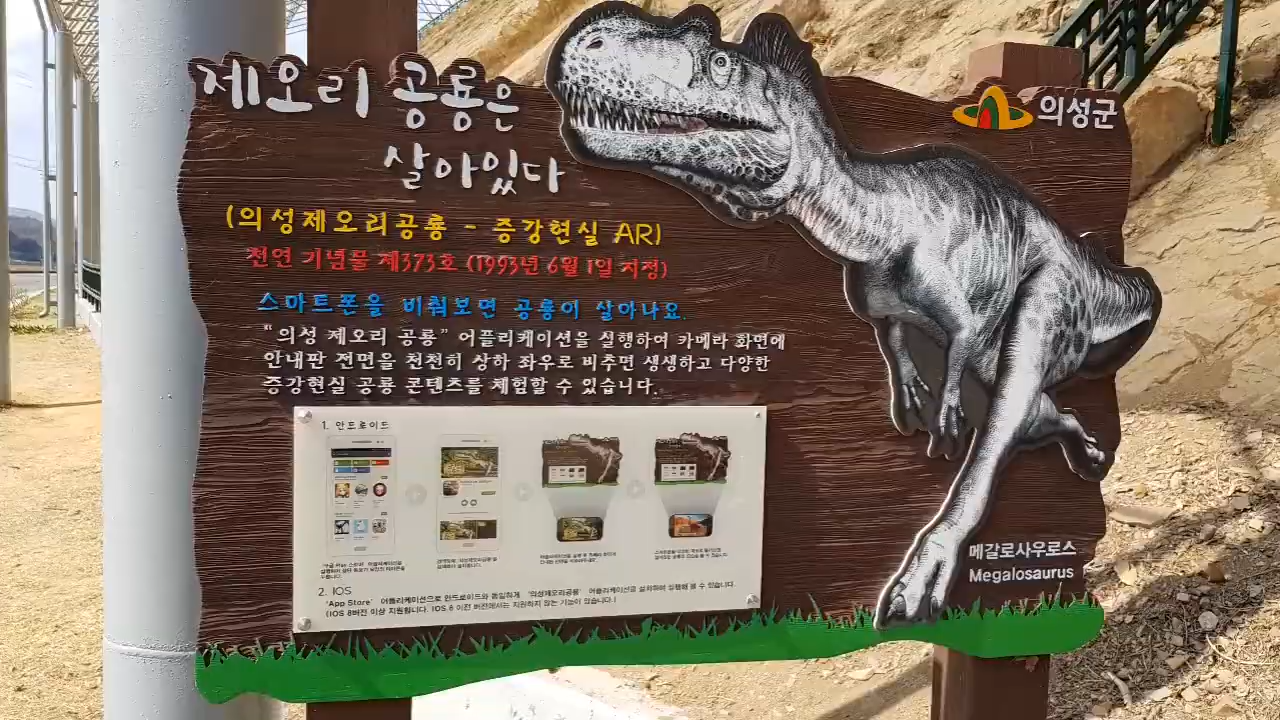 제오리 공룡은
살아있다
의성군
(의성제오리공룡 - 증강현실 AR)
천연 기념물 제373호 (1993년 6월 1일 지정)
스마트폰을 비춰보면 공룡이 살아나요.
"의성 제오리 공룡" 어플리케이션을 실행하여 카메라 화면에
안내판 전면을 천천히 상하 좌우로 비추면 생생하고 다양한
증강현실 공룡 콘텐츠를 체험할 수 있습니다.
1. 안드로이드
2. IOS
'App Store' 어플리케이션으로 안드로이드와 동일하게 '의성제오리공룡' 어플리케이션을 설치하여 실행해 볼 수 있습니다.
(IOS 8버전 이상 지원됩니다. IOS.8 이전 버전에서는 지원하지 않는 기능이 있습니다.)
메갈로사우로스
Megalosaurus